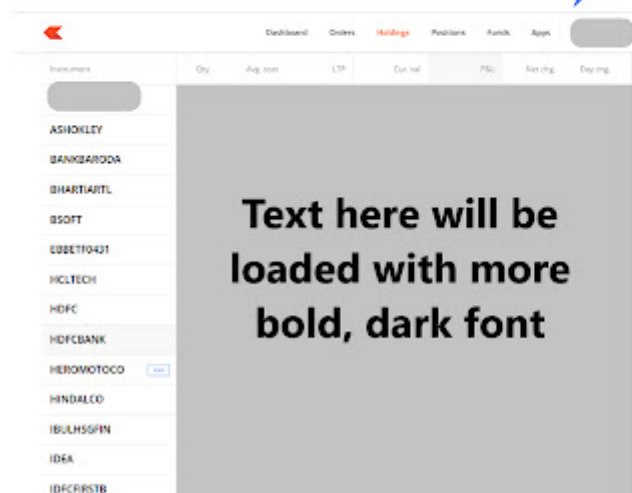 Dashboard Orders Holdings Positions Funds Apps
Instrument Qty. Avg. cost LTP Cur. val P&L Net chg. Day chg.
ASHOKLEY
BANKBARODA
BHARTIARTL
BSOFT
EBBETF0431
HCLTECH
HDFC
HDFCBANK
HEROMOTOCO
HINDALCO
IBULHSGFIN
IDEA
IDFCFIRSTB
Text here will be
loaded with more
bold, dark font